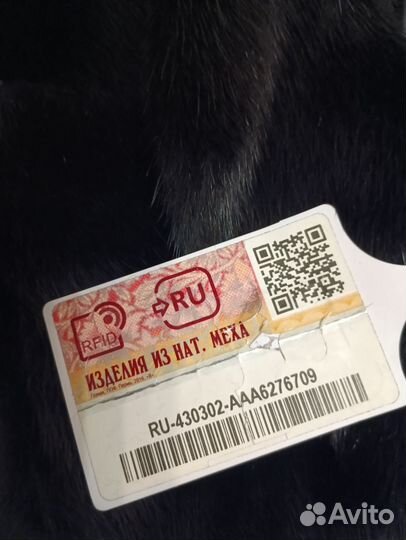 RFID
RU
ИЗДЕЛИЯ ИЗ НАТ. МЕХА
RU-430302-AAA6276709
Avito